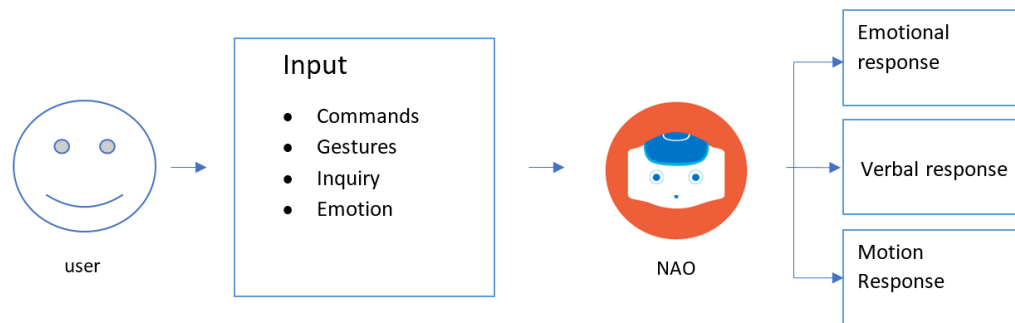 Input
• Commands
• Gestures
• Inquiry
• Emotion
user
NAO
Emotional
response
Verbal response
Motion
Response